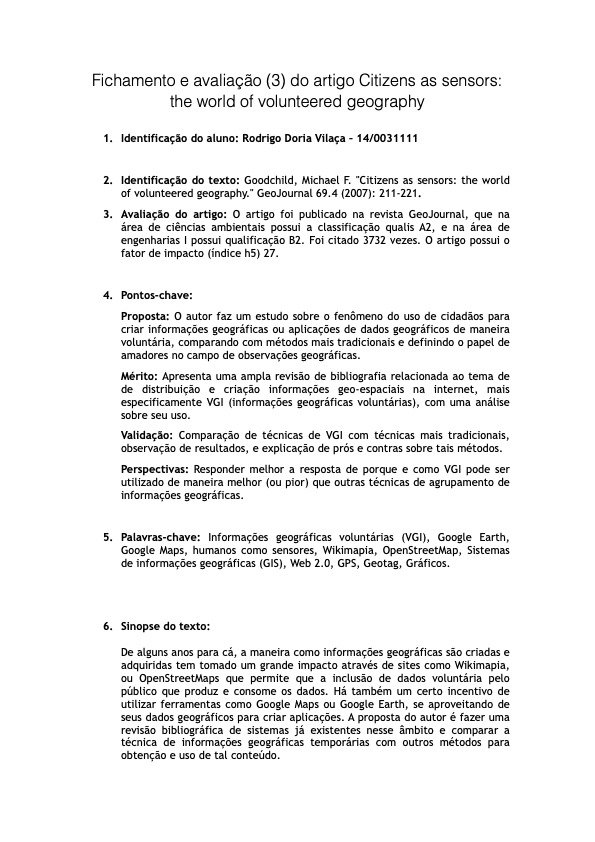 Fichamento e avaliação (3) do artigo Citizens as sensors:
the world of volunteered geography
1. Identificação do aluno: Rodrigo Doria Vilaça – 14/0031111
2. Identificação do texto: Goodchild, Michael F. "Citizens as sensors: the world
of volunteered geography." GeoJournal 69.4 (2007): 211-221.
3. Avaliação do artigo: O artigo foi publicado na revista GeoJournal, que na
área de ciências ambientais possui a classificação qualis A2, e na área de
engenharias I possui qualificação B2. Foi citado 3732 vezes. O artigo possui o
fator de impacto (índice h5) 27.
4. Pontos-chave:
Proposta: O autor faz um estudo sobre o fenômeno do uso de cidadãos para
criar informações geográficas ou aplicações de dados geográficos de maneira
voluntária, comparando com métodos mais tradicionais e definindo o papel de
amadores no campo de observações geográficas.
Mérito: Apresenta uma ampla revisão de bibliografia relacionada ao tema de
de distribuição e criação informações geo-espaciais na internet, mais
especificamente VGI (informações geográficas voluntárias), com uma análise
sobre seu uso.
Validação: Comparação de técnicas de VGI com técnicas mais tradicionais,
observação de resultados, e explicação de prós e contras sobre tais métodos.
Perspectivas: Responder melhor a resposta de porque e como VGI pode ser
utilizado de maneira melhor (ou pior) que outras técnicas de agrupamento de
informações geográficas.
5. Palavras-chave: Informações geográficas voluntárias (VGI), Google Earth,
Google Maps, humanos como sensores, Wikimapia, OpenStreetMap, Sistemas
de informações geográficas (GIS), Web 2.0, GPS, Geotag, Gráficos.
6. Sinopse do texto:
De alguns anos para cá, a maneira como informações geográficas são criadas e
adquiridas tem tomado um grande impacto através de sites como Wikimapia,
ou OpenStreetMaps que permite que a inclusão de dados voluntária pelo
público que produz e consome os dados. Há também um certo incentivo de
utilizar ferramentas como Google Maps ou Google Earth, se aproveitando de
seus dados geográficos para criar aplicações. A proposta do autor é fazer uma
revisão bibliográfica de sistemas já existentes nesse âmbito e comparar a
técnica de informações geográficas temporárias com outros métodos para
obtenção e uso de tal conteúdo.